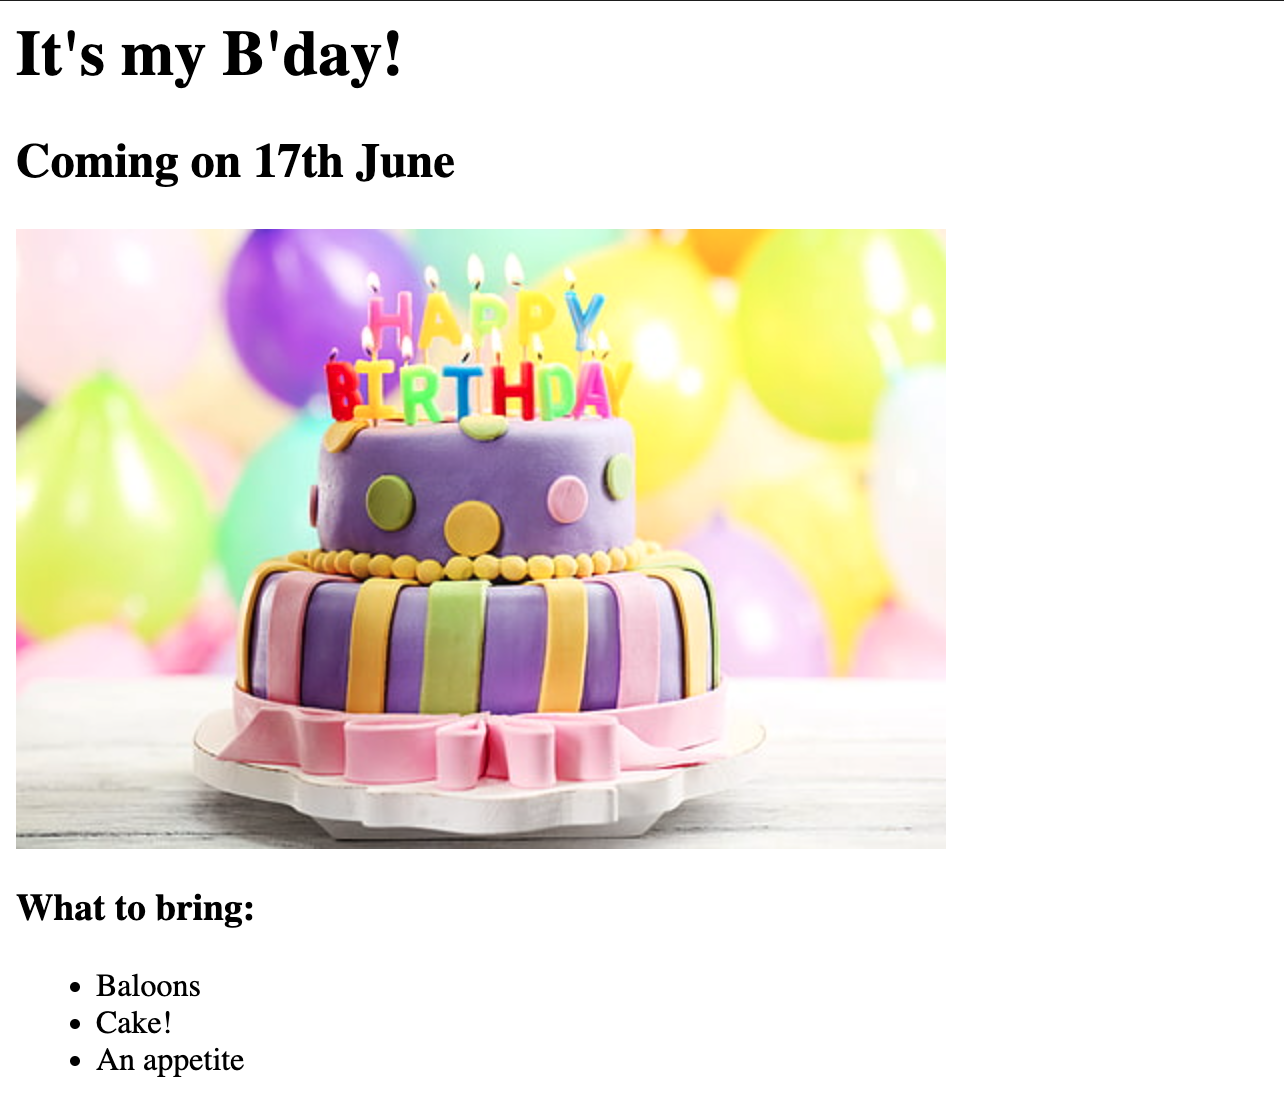 It's my B'day!
Coming on 17th June
HAPPY
BIRTHDAY
What to bring:
Baloons
Cake!
An appetite